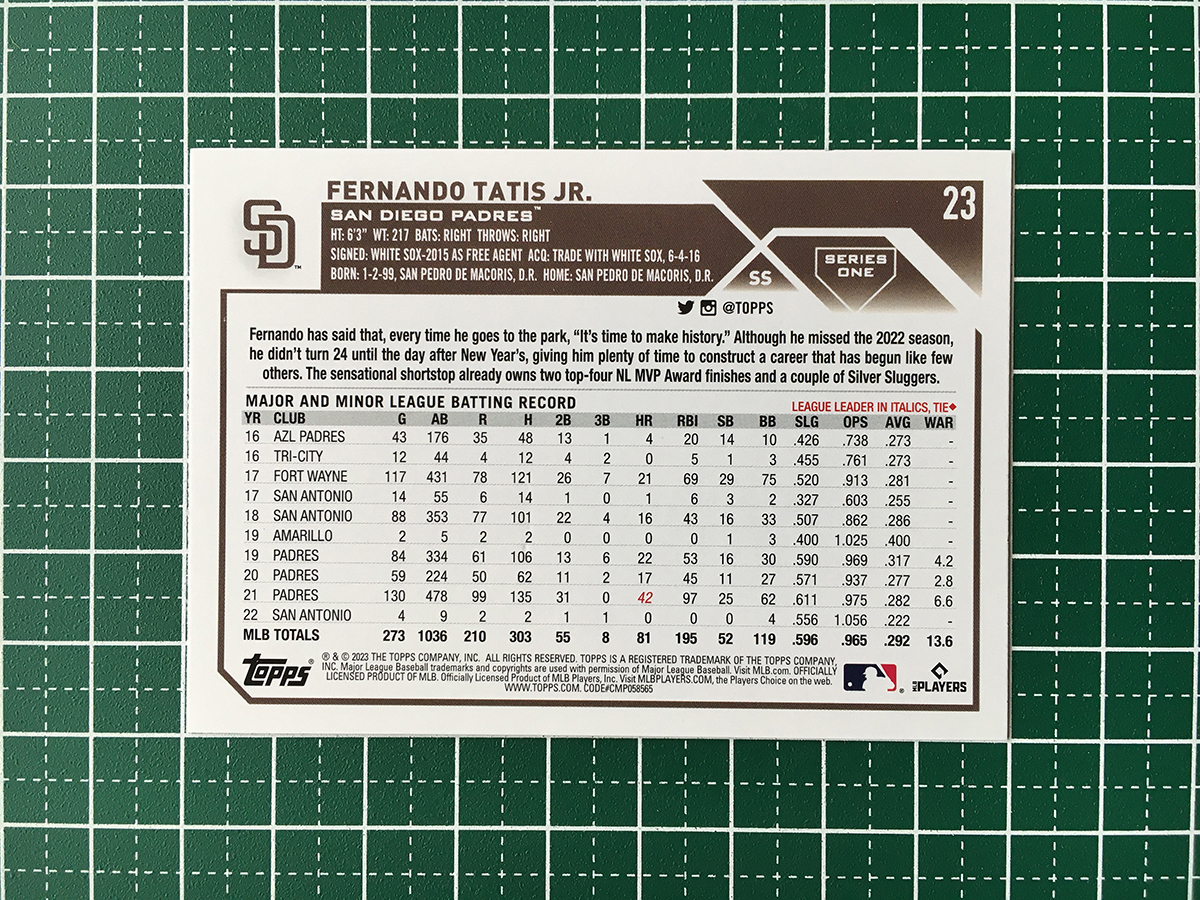 FERNANDO TATIS JR.
23
SD™
SAN DIEGO PADRES™
HT: 6'3" WT: 217 BATS: RIGHT THROWS: RIGHT
SIGNED: WHITE SOX-2015 AS FREE AGENT ACQ: TRADE WITH WHITE SOX, 6-4-16
BORN: 1-2-99, SAN PEDRO DE MACORIS, D.R. HOME: SAN PEDRO DE MACORIS, D.R.
SS
SERIES
ONE
@TOPPS
Fernando has said that, every time he goes to the park, “It's time to make history.” Although he missed the 2022 season,
he didn't turn 24 until the day after New Year's, giving him plenty of time to construct a career that has begun like few
others. The sensational shortstop already owns two top-four NL MVP Award finishes and a couple of Silver Sluggers.
MAJOR AND MINOR LEAGUE BATTING RECORD
LEAGUE LEADER IN ITALICS, TIE◆
YR CLUB G AB R H 2B 3B HR RBI SB BB SLG OPS AVG WAR
16 AZL PADRES 43 176 35 48 13 1 4 20 14 10 .426 .738 .273 -
16 TRI-CITY 12 44 4 12 4 2 0 5 1 3 .455 .761 .273 -
17 FORT WAYNE 117 431 78 121 26 7 21 69 29 75 .520 .913 .281 -
17 SAN ANTONIO 14 55 6 14 1 0 1 6 3 2 .327 .603 .255 -
18 SAN ANTONIO 88 353 77 101 22 4 16 43 16 33 .507 .862 .286 -
19 AMARILLO 2 5 2 2 0 0 0 0 1 3 .400 1.025 .400 -
19 PADRES 84 334 61 106 13 6 22 53 16 30 .590 .969 .317 4.2
20 PADRES 59 224 50 62 11 2 17 45 11 27 .571 .937 .277 2.8
21 PADRES 130 478 99 135 31 0 42 97 25 62 .611 .975 .282 6.6
22 SAN ANTONIO 4 9 2 2 1 1 0 0 0 4 .556 1.056 .222 -
MLB TOTALS 273 1036 210 303 55 8 81 195 52 119 .596 .965 .292 13.6
topps®
® & © 2023 THE TOPPS COMPANY, INC. ALL RIGHTS RESERVED. TOPPS IS A REGISTERED TRADEMARK OF THE TOPPS COMPANY,
INC. Major League Baseball trademarks and copyrights are used with permission of Major League Baseball. Visit MLB.com. OFFICIALLY
LICENSED PRODUCT OF MLB. Officially Licensed Product of MLB Players, Inc. Visit MLBPLAYERS.COM, the Players Choice on the web.
WWW.TOPPS.COM. CODE#CMP058565
®
MLB PLAYERS